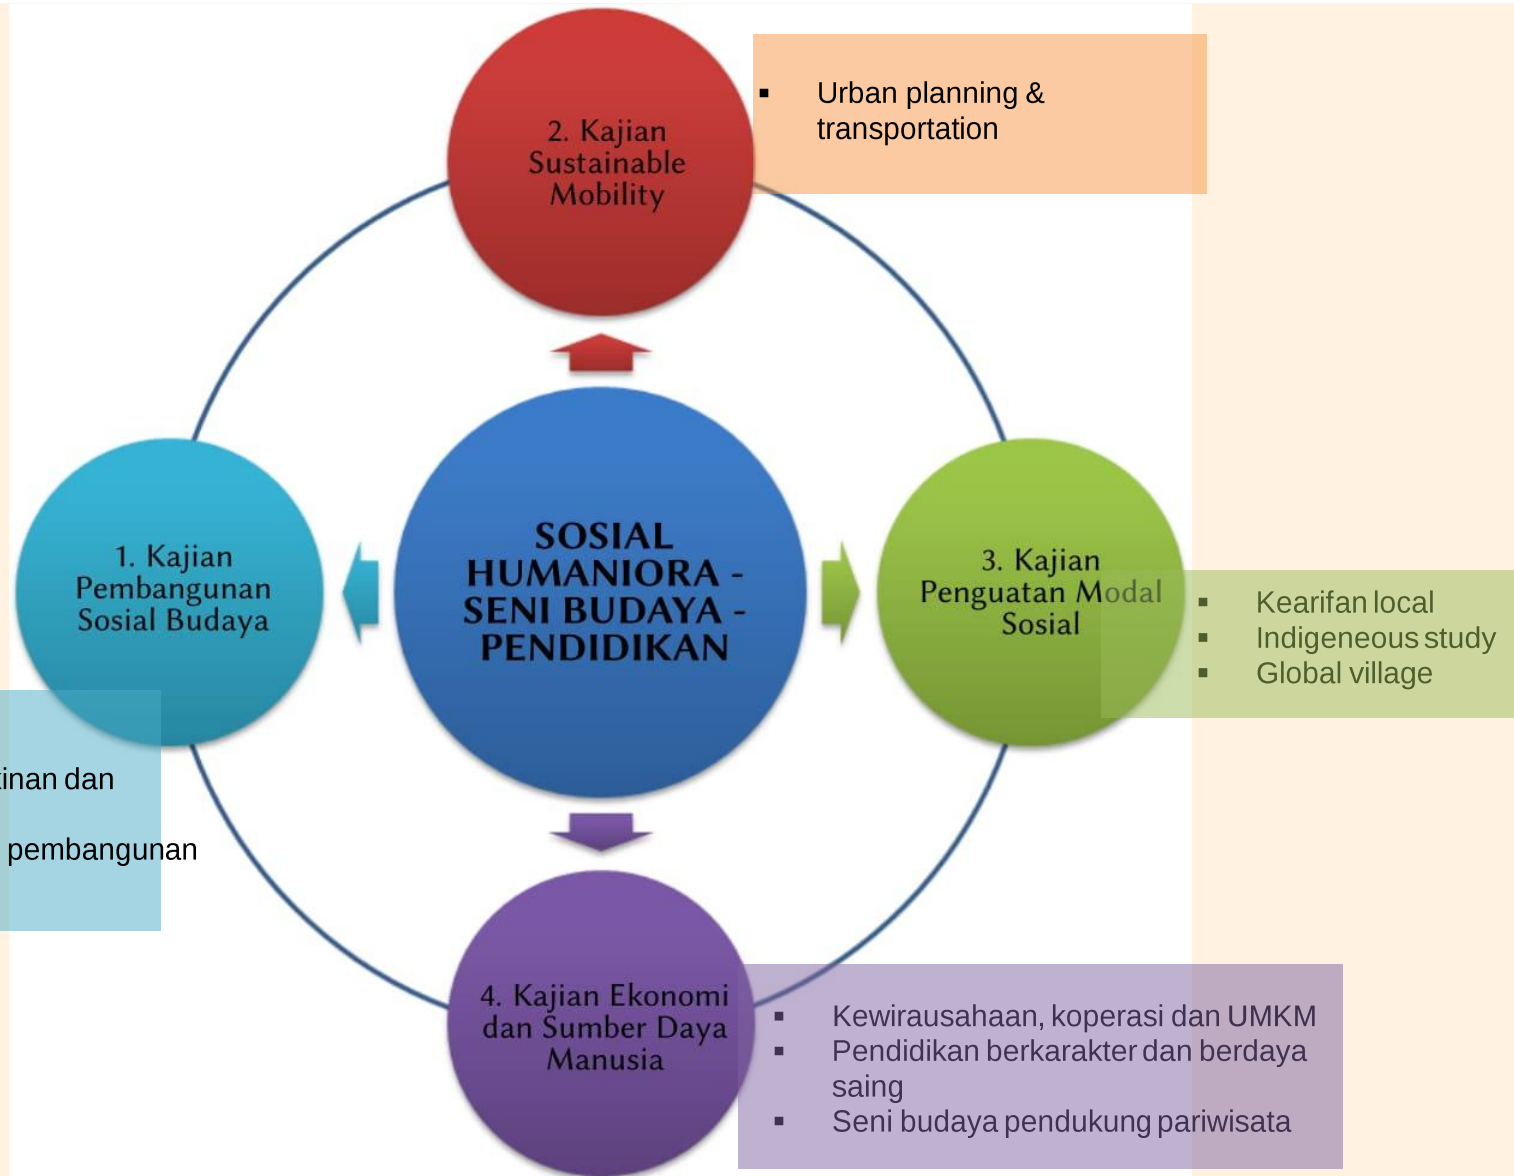 2. Kajian
Sustainable
Mobility
▪ Urban planning &
transportation
1. Kajian
Pembangunan
Sosial Budaya
SOSIAL
HUMANIORA -
SENI BUDAYA -
PENDIDIKAN
3. Kajian
Penguatan Modal
Sosial
▪ Kearifan local
▪ Indigeneous study
▪ Global village
dan
pembangunan
4. Kajian Ekonomi
dan Sumber Daya
Manusia
▪ Kewirausahaan, koperasi dan UMKM
▪ Pendidikan berkarakter dan berdaya
saing
▪ Seni budaya pendukung pariwisata